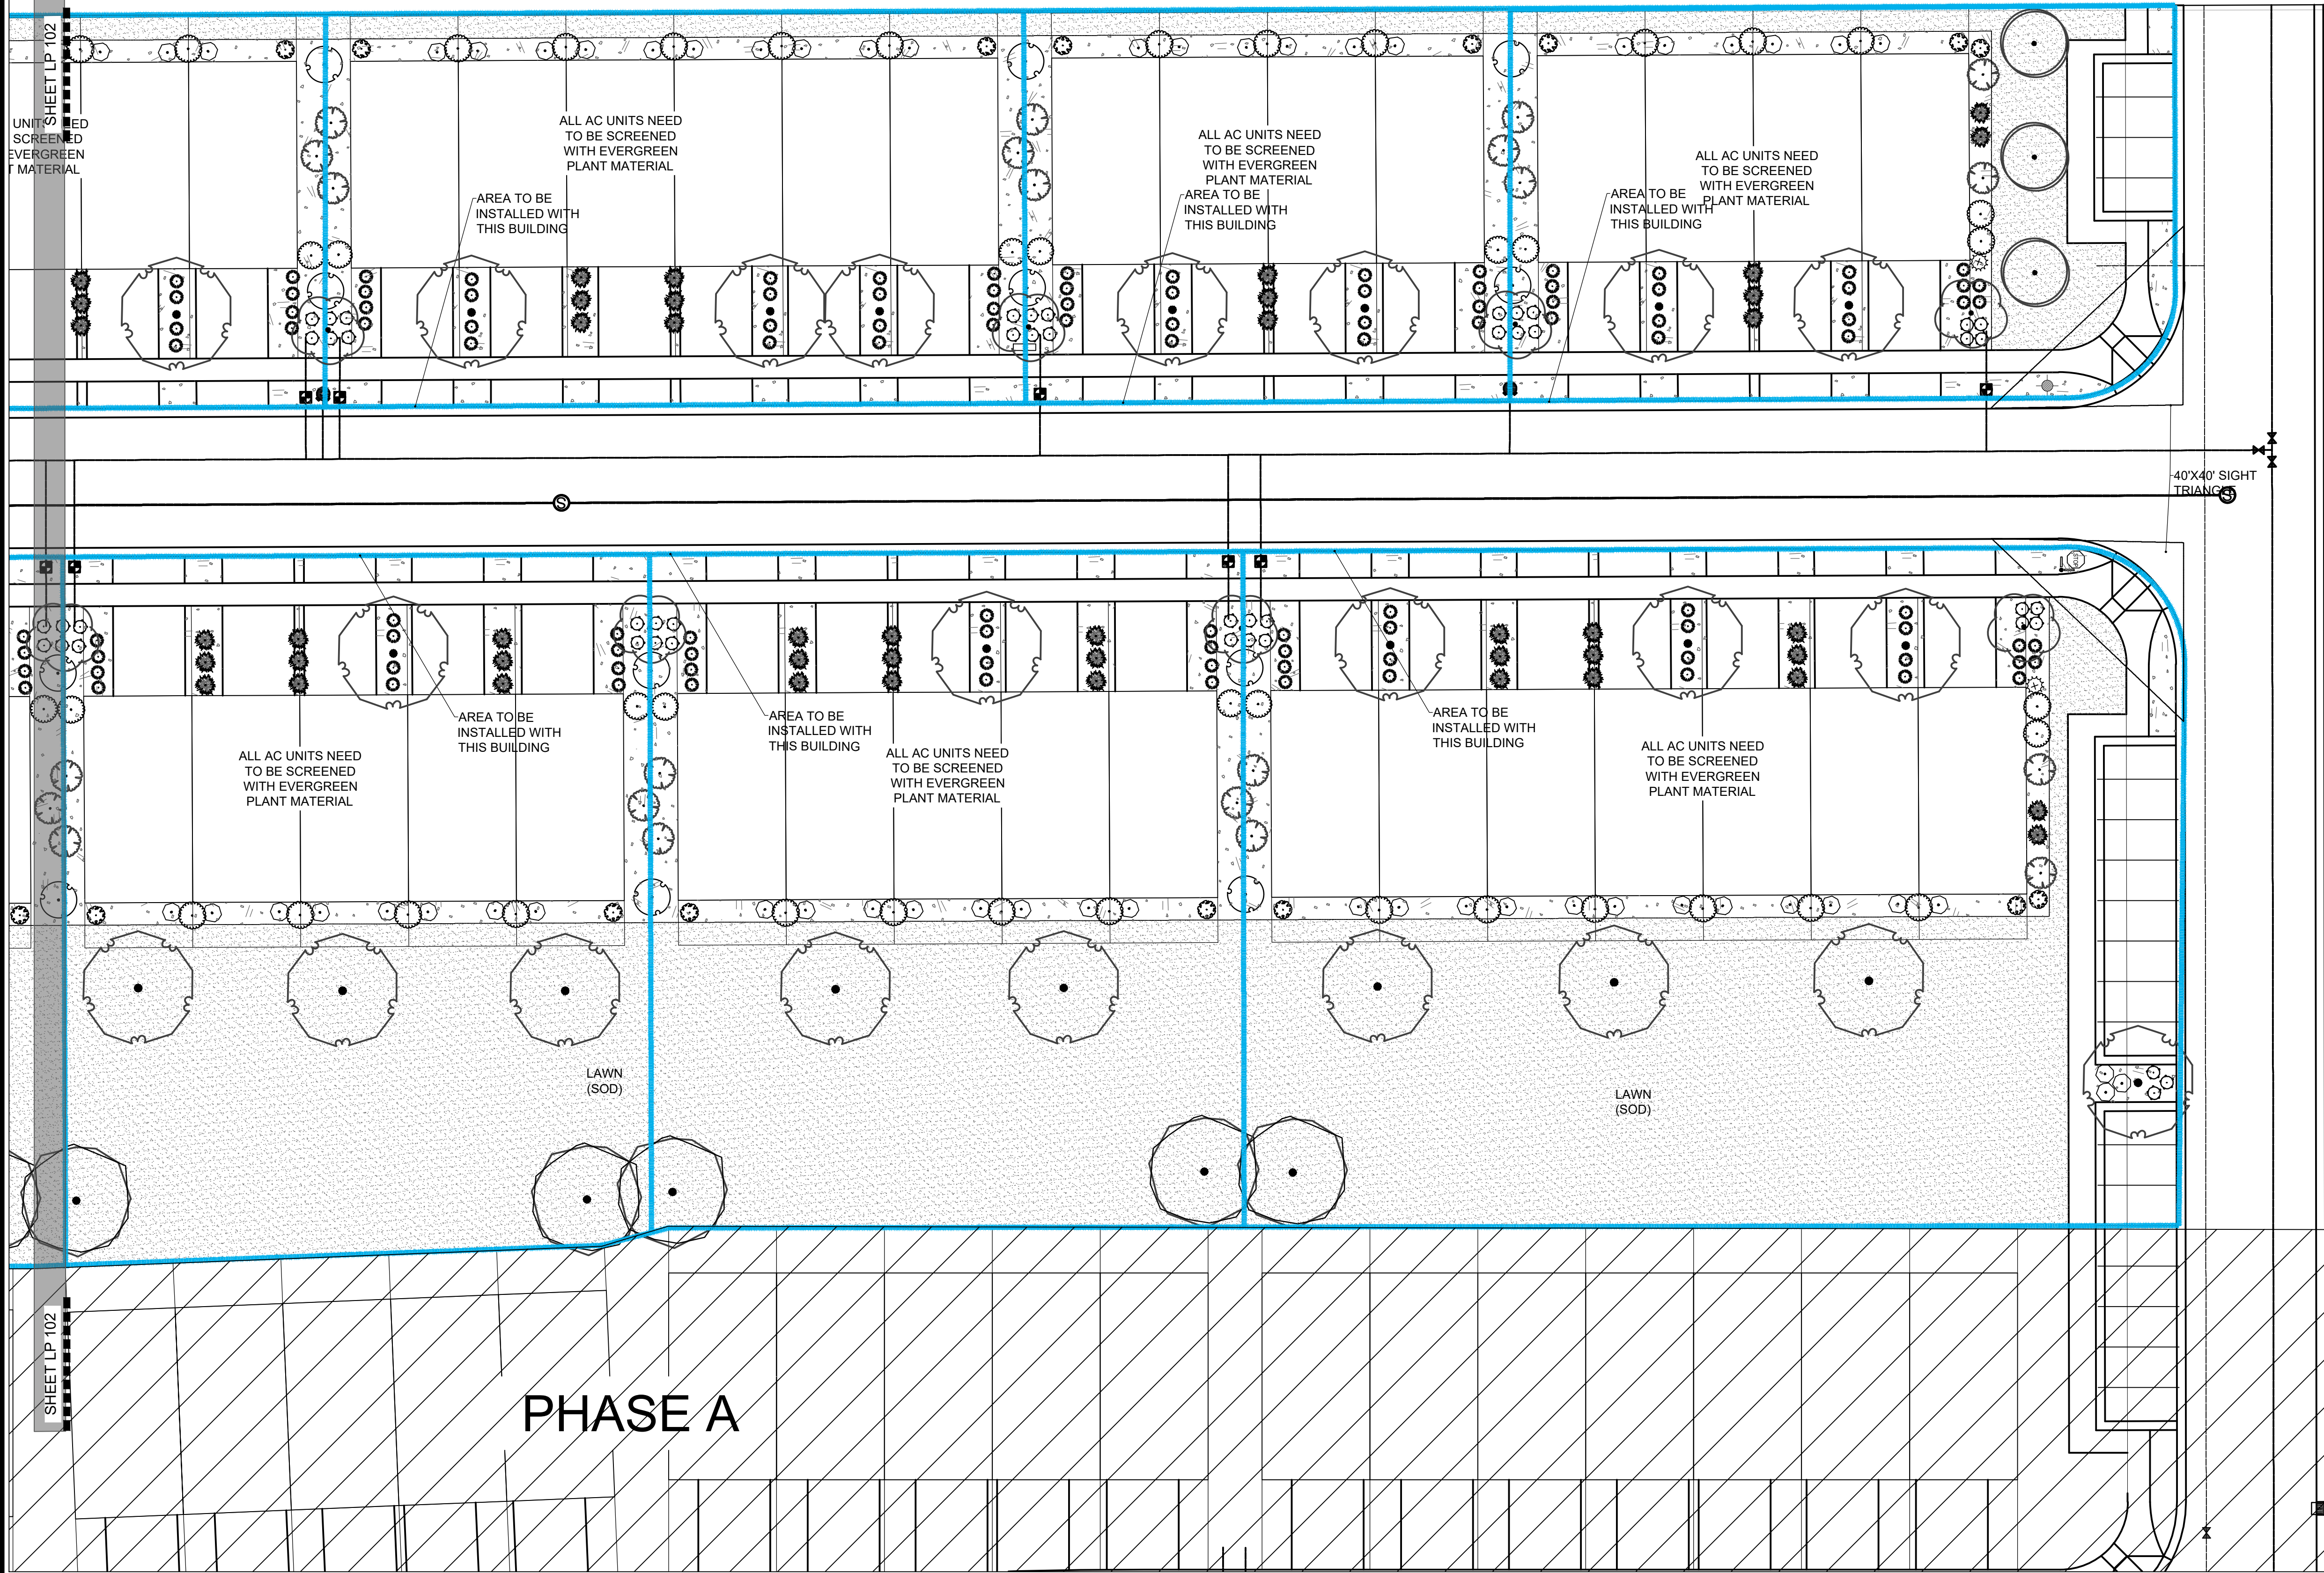 SHEET LP 102
UNITS NEED
SCREENED
EVERGREEN
T MATERIAL
ALL AC UNITS NEED
TO BE SCREENED
WITH EVERGREEN
PLANT MATERIAL
AREA TO BE
INSTALLED WITH
THIS BUILDING
ALL AC UNITS NEED
TO BE SCREENED
WITH EVERGREEN
PLANT MATERIAL
AREA TO BE
INSTALLED WITH
THIS BUILDING
ALL AC UNITS NEED
TO BE SCREENED
WITH EVERGREEN
PLANT MATERIAL
AREA TO BE
INSTALLED WITH
THIS BUILDING
40'X40' SIGHT
TRIANGLE
S
S
AREA TO BE
INSTALLED WITH
THIS BUILDING
ALL AC UNITS NEED
TO BE SCREENED
WITH EVERGREEN
PLANT MATERIAL
AREA TO BE
INSTALLED WITH
THIS BUILDING
ALL AC UNITS NEED
TO BE SCREENED
WITH EVERGREEN
PLANT MATERIAL
AREA TO BE
INSTALLED WITH
THIS BUILDING
ALL AC UNITS NEED
TO BE SCREENED
WITH EVERGREEN
PLANT MATERIAL
LAWN
(SOD)
LAWN
(SOD)
SHEET LP 102
PHASE A